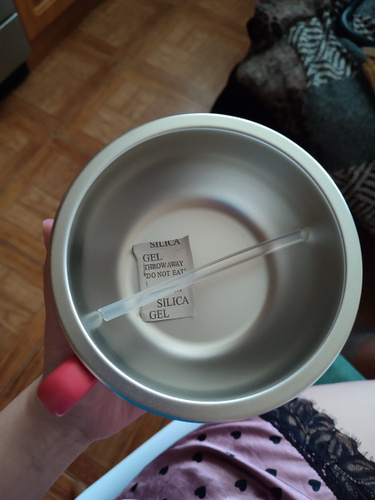 SILICA
GEL
THROW AWAY
"DO NOT EAT"
SILICA
GEL